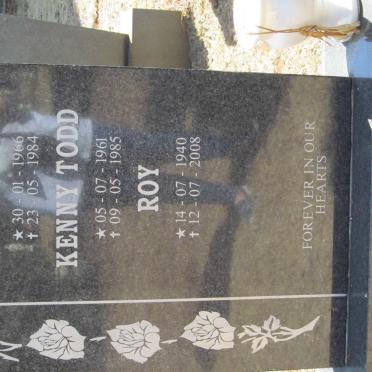 ★ 30 - 01 - 1966
✝ 23 - 05 - 1984
KENNY TODD
★ 05 - 07 - 1961
✝ 09 - 05 - 1985
ROY
★ 14 - 07 - 1940
✝ 12 - 07 - 2008
FOREVER IN OUR
HEARTS